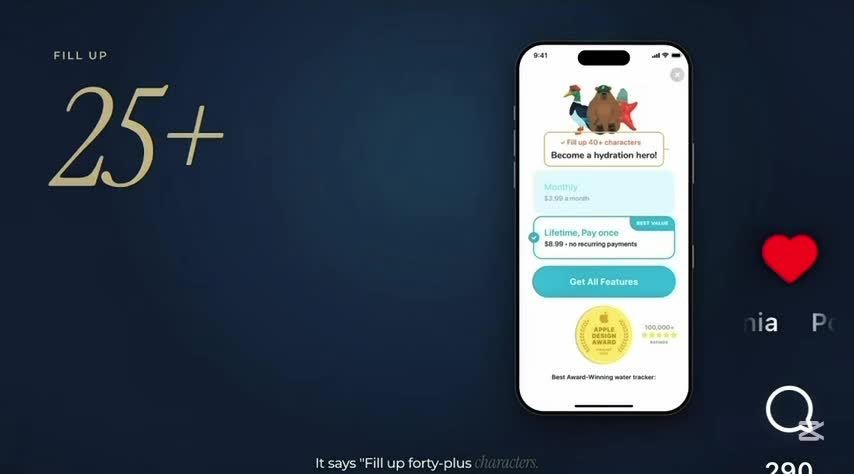 FILL UP
25+
9:41
✓ Fill up 40+ characters
Become a hydration hero!
Monthly
$3.99 a month
BEST VALUE
Lifetime, Pay once
$8.99 • no recurring payments
Get All Features
APPLE
DESIGN
AWARD
FINALIST
100,000+
RATINGS
Best Award-Winning water tracker:
nia Po
290
It says "Fill up forty-plus characters.